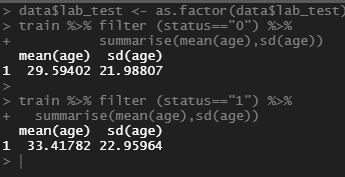 > data$lab_test <- as.factor(data$lab_test)
> train %>% filter (status=="0") %>%
+ summarise(mean(age),sd(age))
mean(age) sd(age)
1 29.59402 21.98807
>
> train %>% filter (status=="1") %>%
+ summarise(mean(age),sd(age))
mean(age) sd(age)
1 33.41782 22.95964
>